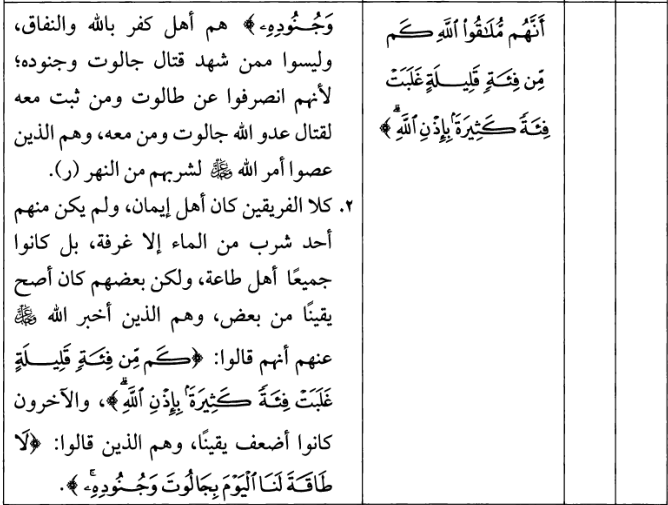 أَنَّهُم مُّلَٰقُوا۟ ٱللَّهِ كَم
مِّن فِئَةٍ قَلِيلَةٍ غَلَبَتْ
فِئَةً كَثِيرَةًۢ بِإِذْنِ ٱللَّهِ ۗ ﴾
وَجُنُودِهِۦ ﴾ هم أهل كفر بالله والنفاق،
وليسوا ممن شهد قتال جالوت وجنوده؛
لأنهم انصرفوا عن طالوت ومن ثبت معه
لقتال عدو الله جالوت ومن معه، وهم الذين
عصوا أمر الله ﷻ لشربهم من النهر (ر).
٢. كلا الفريقين كان أهل إيمان، ولم يكن منهم
أحد شرب من الماء إلا غرفة، بل كانوا
جميعًا أهل طاعة، ولكن بعضهم كان أصح
يقينًا من بعض، وهم الذين أخبر الله ﷻ
عنهم أنهم قالوا: ﴿ كَم مِّن فِئَةٍ قَلِيلَةٍ
غَلَبَتْ فِئَةً كَثِيرَةًۢ بِإِذْنِ ٱللَّهِ ۗ ﴾، والآخرون
كانوا أضعف يقينًا، وهم الذين قالوا: ﴿ لَا
طَاقَةَ لَنَا ٱلْيَوْمَ بِجَالُوتَ وَجُنُودِهِۦ ۚ ﴾.